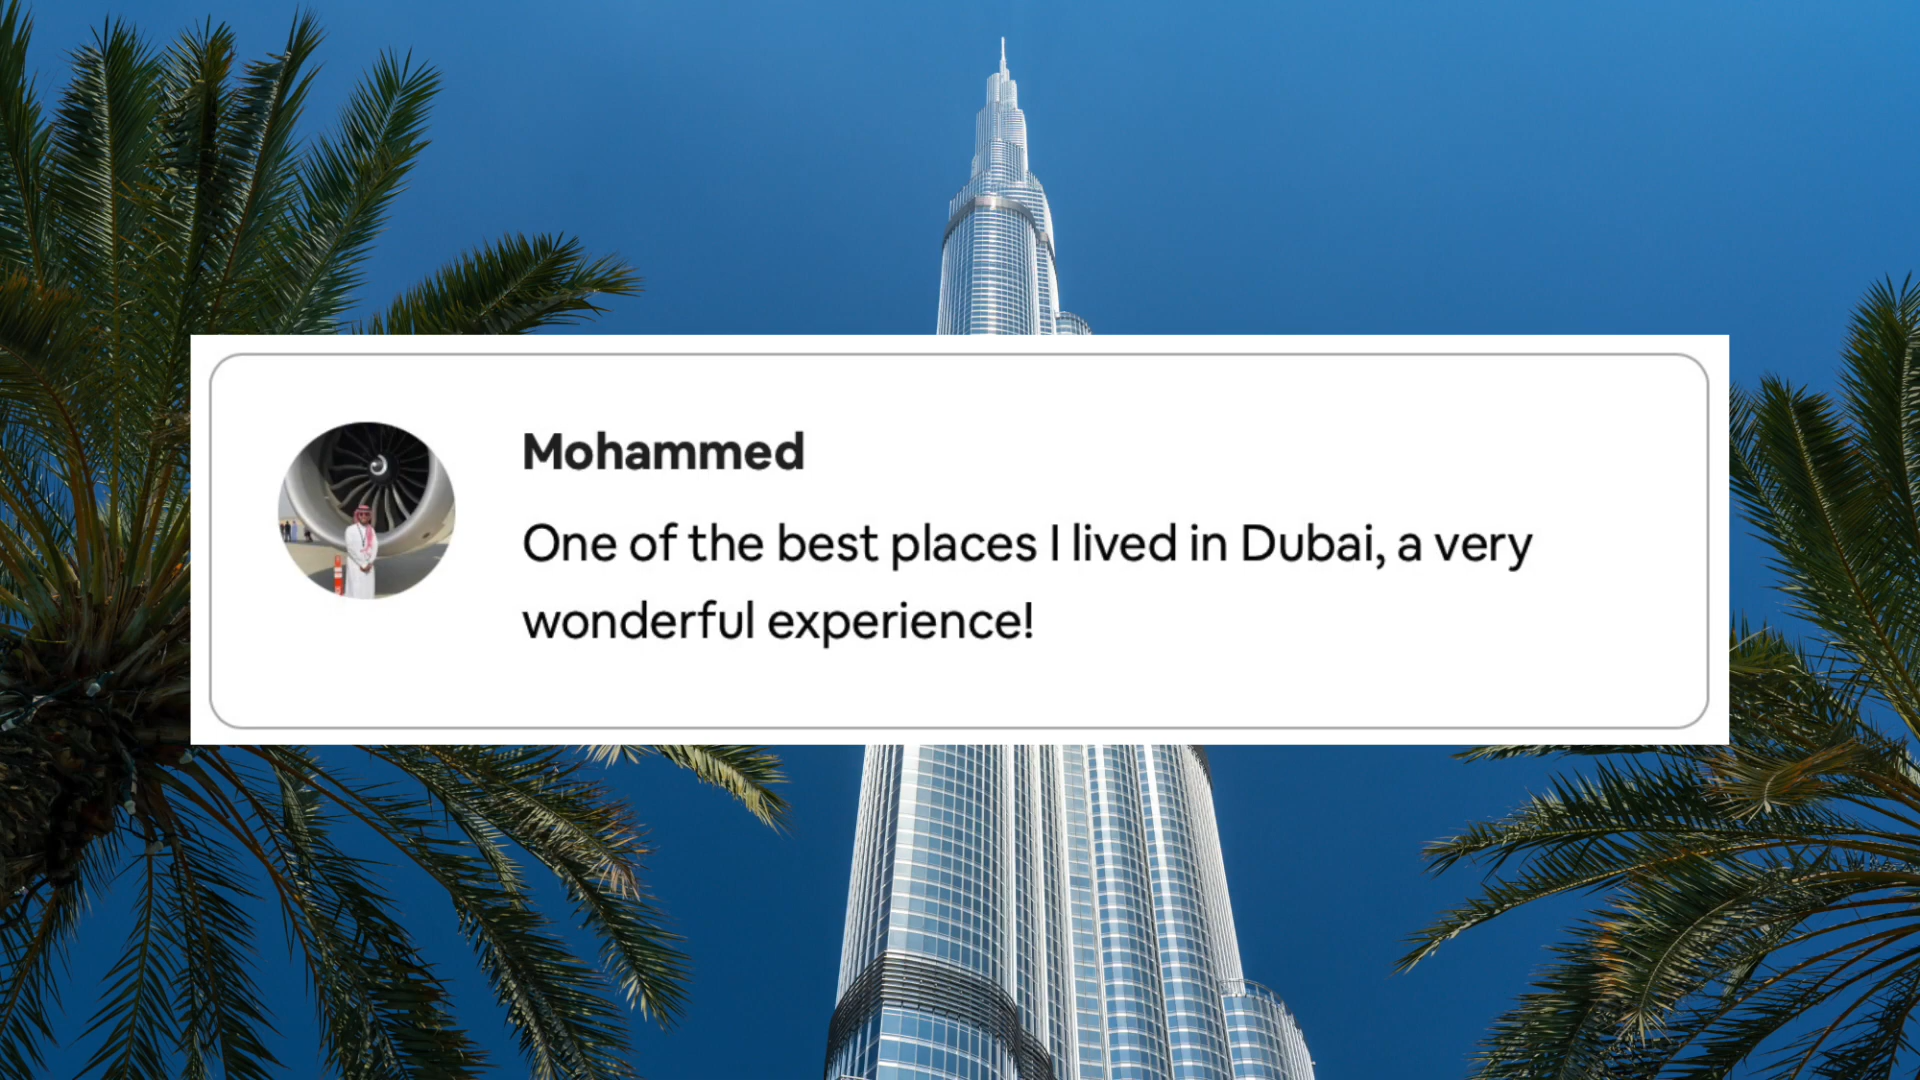 Mohammed
One of the best places I lived in Dubai, a very
wonderful experience!